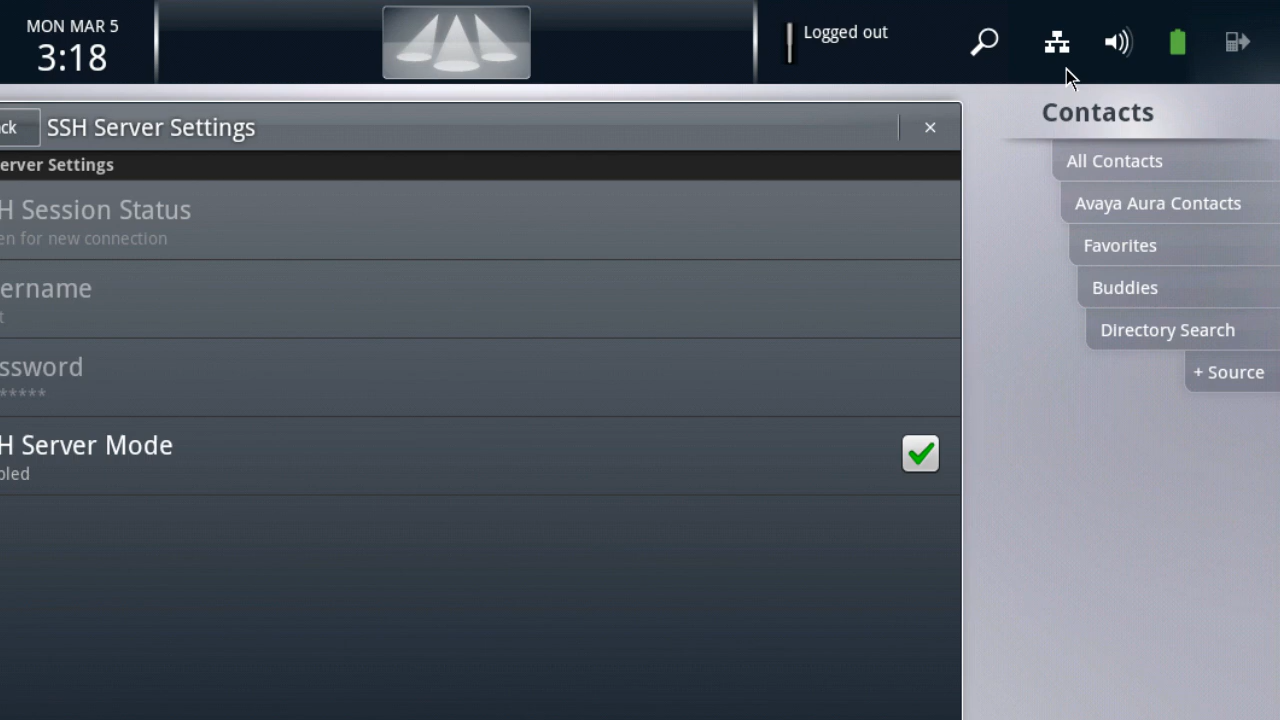 MON MAR 5
3:18
Logged out
ck
SSH Server Settings
×
erver Settings
H Session Status
en for new connection
ername
t
ssword
*****
H Server Mode
bled
Contacts
All Contacts
Avaya Aura Contacts
Favorites
Buddies
Directory Search
+ Source